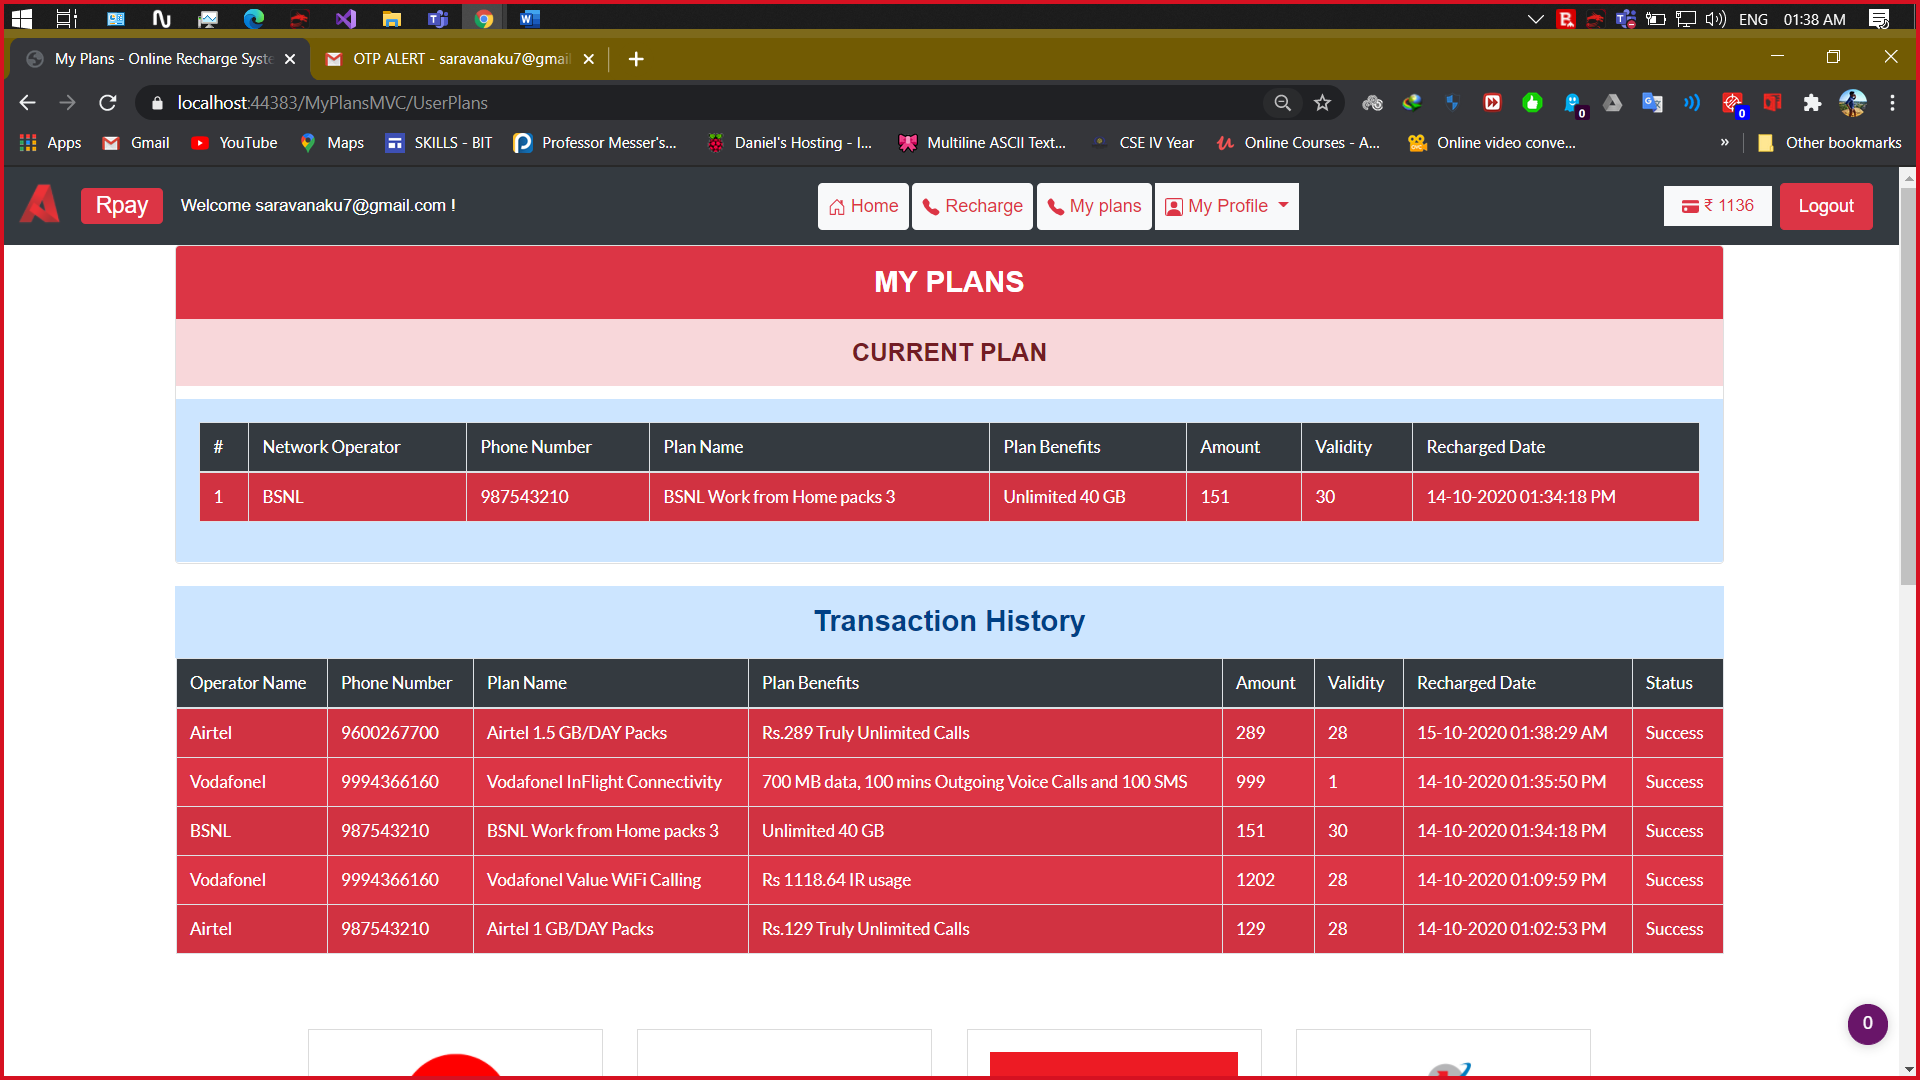 ENG 01:38 AM
My Plans - Online Recharge Syste
OTP ALERT - saravanaku7@gmai
localhost:44383/MyPlansMVC/UserPlans
Apps Gmail YouTube Maps SKILLS - BIT Professor Messer's... Daniel's Hosting - I... Multiline ASCII Text... CSE IV Year Online Courses - A... Online video conve... » Other bookmarks
Rpay Welcome saravanaku7@gmail.com ! Home Recharge My plans My Profile ₹ 1136 Logout
MY PLANS
CURRENT PLAN
# Network Operator Phone Number Plan Name Plan Benefits Amount Validity Recharged Date
1 BSNL 987543210 BSNL Work from Home packs 3 Unlimited 40 GB 151 30 14-10-2020 01:34:18 PM
Transaction History
Operator Name Phone Number Plan Name Plan Benefits Amount Validity Recharged Date Status
Airtel 9600267700 Airtel 1.5 GB/DAY Packs Rs.289 Truly Unlimited Calls 289 28 15-10-2020 01:38:29 AM Success
Vodafonel 9994366160 Vodafonel InFlight Connectivity 700 MB data, 100 mins Outgoing Voice Calls and 100 SMS 999 1 14-10-2020 01:35:50 PM Success
BSNL 987543210 BSNL Work from Home packs 3 Unlimited 40 GB 151 30 14-10-2020 01:34:18 PM Success
Vodafonel 9994366160 Vodafonel Value WiFi Calling Rs 1118.64 IR usage 1202 28 14-10-2020 01:09:59 PM Success
Airtel 987543210 Airtel 1 GB/DAY Packs Rs.129 Truly Unlimited Calls 129 28 14-10-2020 01:02:53 PM Success
0